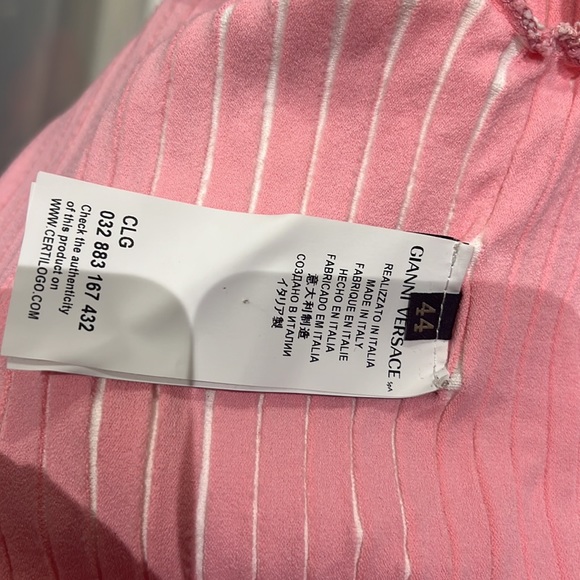 44
GIANNI VERSACE SpA
REALIZZATO IN ITALIA
MADE IN ITALY
FABRIQUE EN ITALIE
HECHO EN ITALIA
FABRICADO EM ITALIA
意大利制造
СОЗДАНО В ИТАЛИИ
イタリア製
CLG
032 883 167 432
Check the authenticity
of this product on
WWW.CERTILOGO.COM